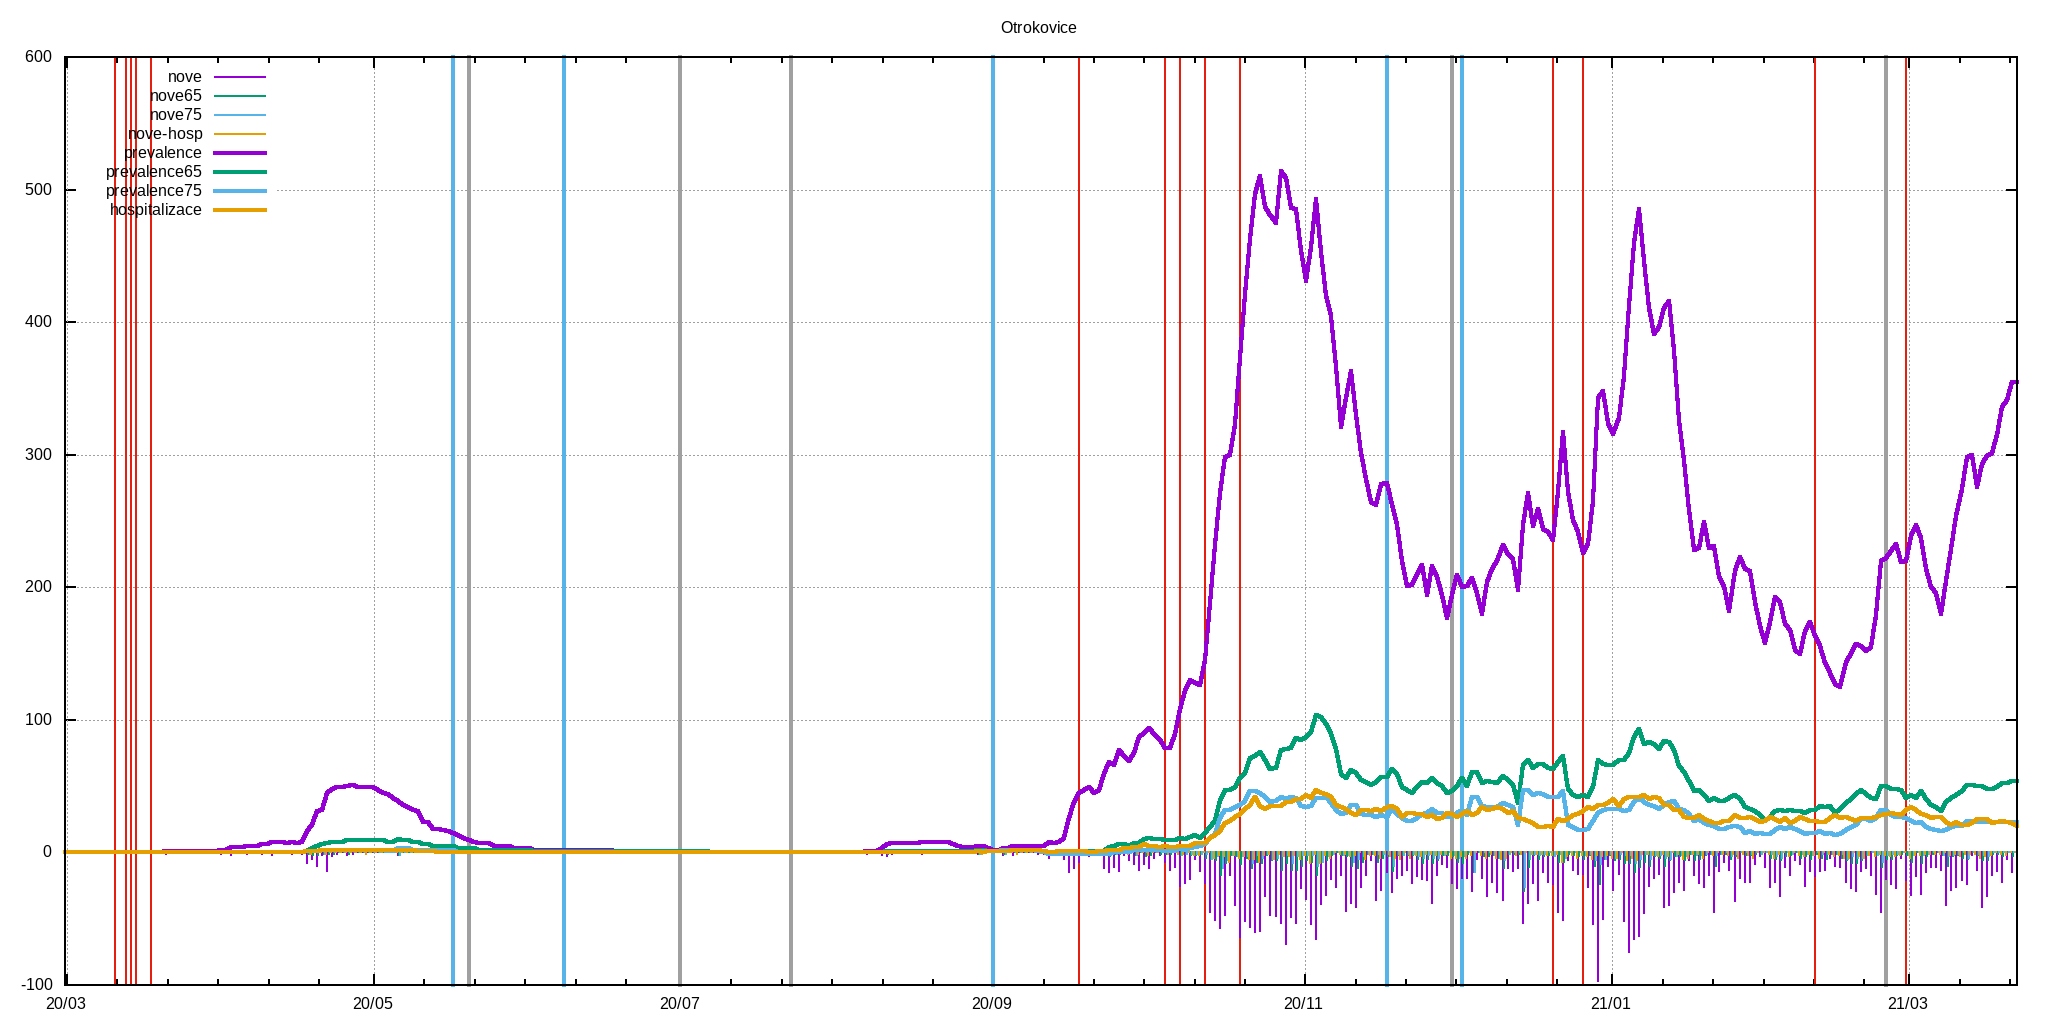 Otrokovice
600
500
400
300
200
100
0
-100
nove
nove65
nove75
nove-hosp
prevalence
prevalence65
prevalence75
hospitalizace
20/03 20/05 20/07 20/09 20/11 21/01 21/03